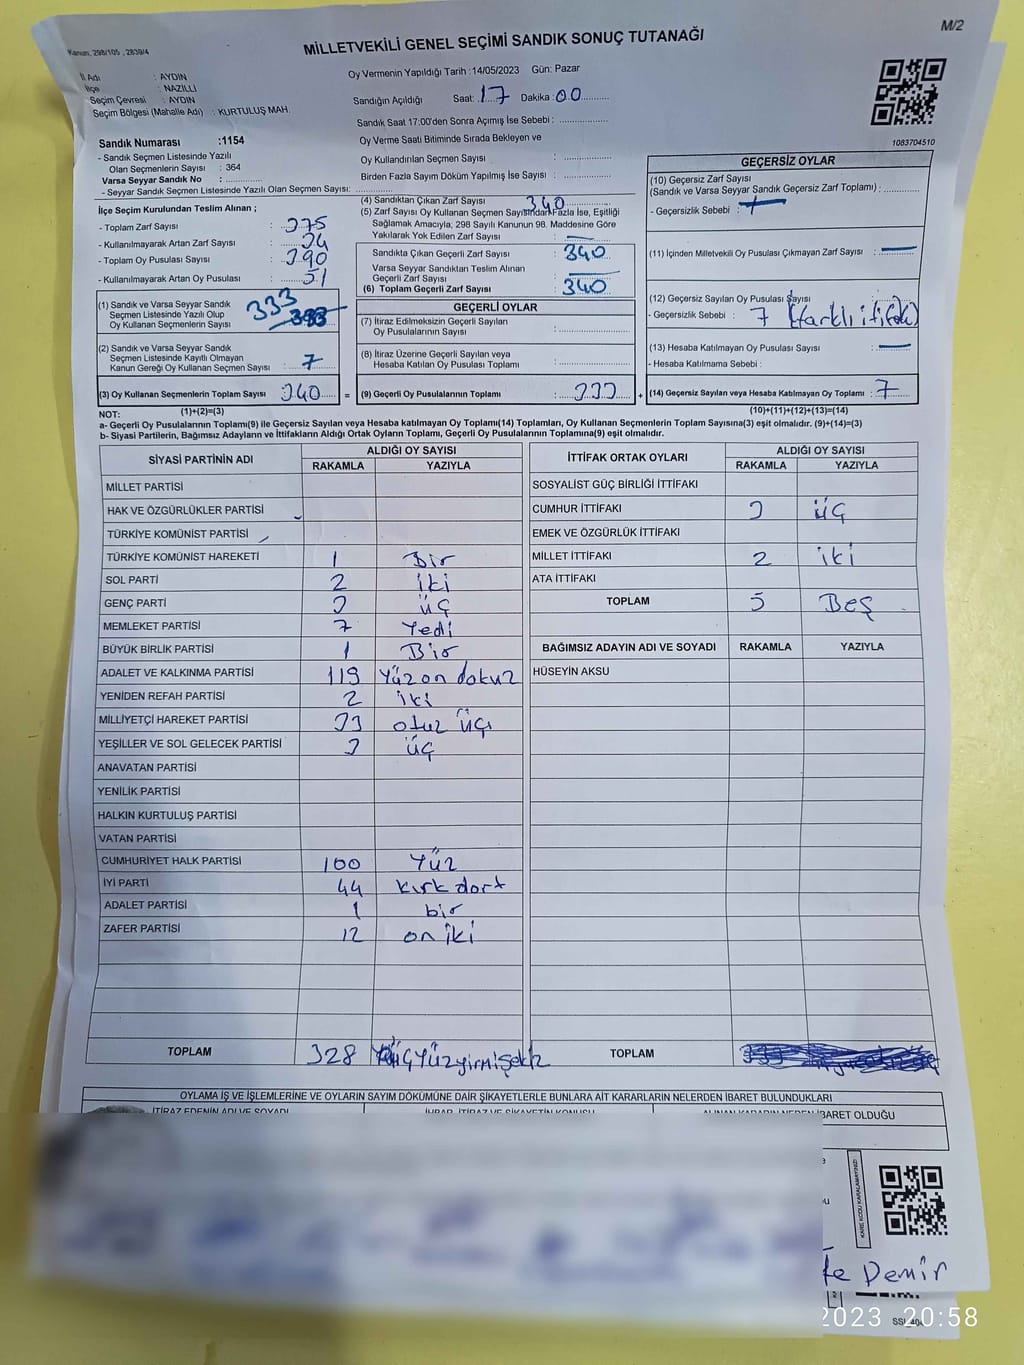 Kanun, 298/105, 2839/4
M/2
MİLLETVEKİLİ GENEL SEÇİMİ SANDIK SONUÇ TUTANAĞI
İl Adı : AYDIN
İlçe : NAZİLLİ
Seçim Çevresi : AYDIN
Seçim Bölgesi (Mahalle Adı) : KURTULUŞ MAH.
Oy Vermenin Yapıldığı Tarih :14/05/2023 Gün: Pazar
Sandığın Açıldığı Saat: 17 Dakika :00
Sandık Saat 17:00'den Sonra Açımış İse Sebebi :
Oy Verme Saati Bitiminde Sırada Bekleyen ve
Oy Kullandırılan Seçmen Sayısı :
Birden Fazla Sayım Döküm Yapılmış İse Sayısı :
1083704510
Sandık Numarası :1154
- Sandık Seçmen Listesinde Yazılı
Olan Seçmenlerin Sayısı : 364
Varsa Seyyar Sandık No :
- Seyyar Sandık Seçmen Listesinde Yazılı Olan Seçmen Sayısı:
İlçe Seçim Kurulundan Teslim Alınan ;
- Toplam Zarf Sayısı : 375
- Kullanılmayarak Artan Zarf Sayısı : 34
- Toplam Oy Pusulası Sayısı : 390
- Kullanılmayarak Artan Oy Pusulası : 51
(1) Sandık ve Varsa Seyyar Sandık
Seçmen Listesinde Yazılı Olup
Oy Kullanan Seçmenlerin Sayısı 333
(2) Sandık ve Varsa Seyyar Sandık
Seçmen Listesinde Kayıtlı Olmayan
Kanun Gereği Oy Kullanan Seçmen Sayısı : 7
(3) Oy Kullanan Seçmenlerin Toplam Sayısı 340
(4) Sandıktan Çıkan Zarf Sayısı : 340
(5) Zarf Sayısı Oy Kullanan Seçmen Sayısından Fazla İse, Eşitliği
Sağlamak Amacıyla, 298 Sayılı Kanunun 98. Maddesine Göre
Yakılarak Yok Edilen Zarf Sayısı :
Sandıkta Çıkan Geçerli Zarf Sayısı : 340
Varsa Seyyar Sandıktan Teslim Alınan
Geçerli Zarf Sayısı :
(6) Toplam Geçerli Zarf Sayısı : 340
GEÇERLİ OYLAR
(7) İtiraz Edilmeksizin Geçerli Sayılan
Oy Pusulalarının Sayısı :
(8) İtiraz Üzerine Geçerli Sayılan veya
Hesaba Katılan Oy Pusulası Toplamı :
= (9) Geçerli Oy Pusulalarının Toplamı : 333 +
GEÇERSİZ OYLAR
(10) Geçersiz Zarf Sayısı
(Sandık ve Varsa Seyyar Sandık Geçersiz Zarf Toplamı) :
- Geçersizlik Sebebi :
(11) İçinden Milletvekili Oy Pusulası Çıkmayan Zarf Sayısı :
(12) Geçersiz Sayılan Oy Pusulası Sayısı
- Geçersizlik Sebebi : 7 (farklı ittifak)
(13) Hesaba Katılmayan Oy Pusulası Sayısı :
- Hesaba Katılmama Sebebi :
(14) Geçersiz Sayılan veya Hesaba Katılmayan Oy Toplamı : 7
NOT: (1)+(2)=(3) (10)+(11)+(12)+(13)=(14)
a- Geçerli Oy Pusulalarının Toplamı(9) ile Geçersiz Sayılan veya Hesaba katılmayan Oy Toplamı(14) Toplamları, Oy Kullanan Seçmenlerin Toplam Sayısına(3) eşit olmalıdır. (9)+(14)=(3)
b- Siyasi Partilerin, Bağımsız Adayların ve İttifakların Aldığı Ortak Oyların Toplamı, Geçerli Oy Pusulalarının Toplamına(9) eşit olmalıdır.
SİYASİ PARTİNİN ADI ALDIĞI OY SAYISI
RAKAMLA YAZIYLA
MİLLET PARTİSİ
HAK VE ÖZGÜRLÜKLER PARTİSİ
TÜRKİYE KOMÜNİST PARTİSİ
TÜRKİYE KOMÜNİST HAREKETİ 1 Bir
SOL PARTİ 2 iki
GENÇ PARTİ 3 üç
MEMLEKET PARTİSİ 7 Yedi
BÜYÜK BİRLİK PARTİSİ 1 Bir
ADALET VE KALKINMA PARTİSİ 119 Yüz on dokuz
YENİDEN REFAH PARTİSİ 2 iki
MİLLİYETÇİ HAREKET PARTİSİ 33 otuz üç
YEŞİLLER VE SOL GELECEK PARTİSİ 3 üç
ANAVATAN PARTİSİ
YENİLİK PARTİSİ
HALKIN KURTULUŞ PARTİSİ
VATAN PARTİSİ
CUMHURİYET HALK PARTİSİ 100 Yüz
İYİ PARTİ 44 kırk dört
ADALET PARTİSİ 1 bir
ZAFER PARTİSİ 12 on iki
TOPLAM 328 üçyüzyirmisekiz
İTTİFAK ORTAK OYLARI ALDIĞI OY SAYISI
RAKAMLA YAZIYLA
SOSYALİST GÜÇ BİRLİĞİ İTTİFAKI
CUMHUR İTTİFAKI 3 üç
EMEK VE ÖZGÜRLÜK İTTİFAKI
MİLLET İTTİFAKI 2 iki
ATA İTTİFAKI
TOPLAM 5 Beş
BAĞIMSIZ ADAYIN ADI VE SOYADI RAKAMLA YAZIYLA
HÜSEYİN AKSU
TOPLAM
OYLAMA İŞ VE İŞLEMLERİNE VE OYLARIN SAYIM DÖKÜMÜNE DAİR ŞİKAYETLERLE BUNLARA AİT KARARLARIN NELERDEN İBARET BULUNDUKLARI
İTİRAZ EDENİN ADI VE SOYADI İHBAR, İTİRAZ VE ŞİKAYETİN KONUSU ALINAN KARARIN NEDEN İBARET OLDUĞU
KARE KODU KARALAMAYINIZ!
Demir
2023 20:58